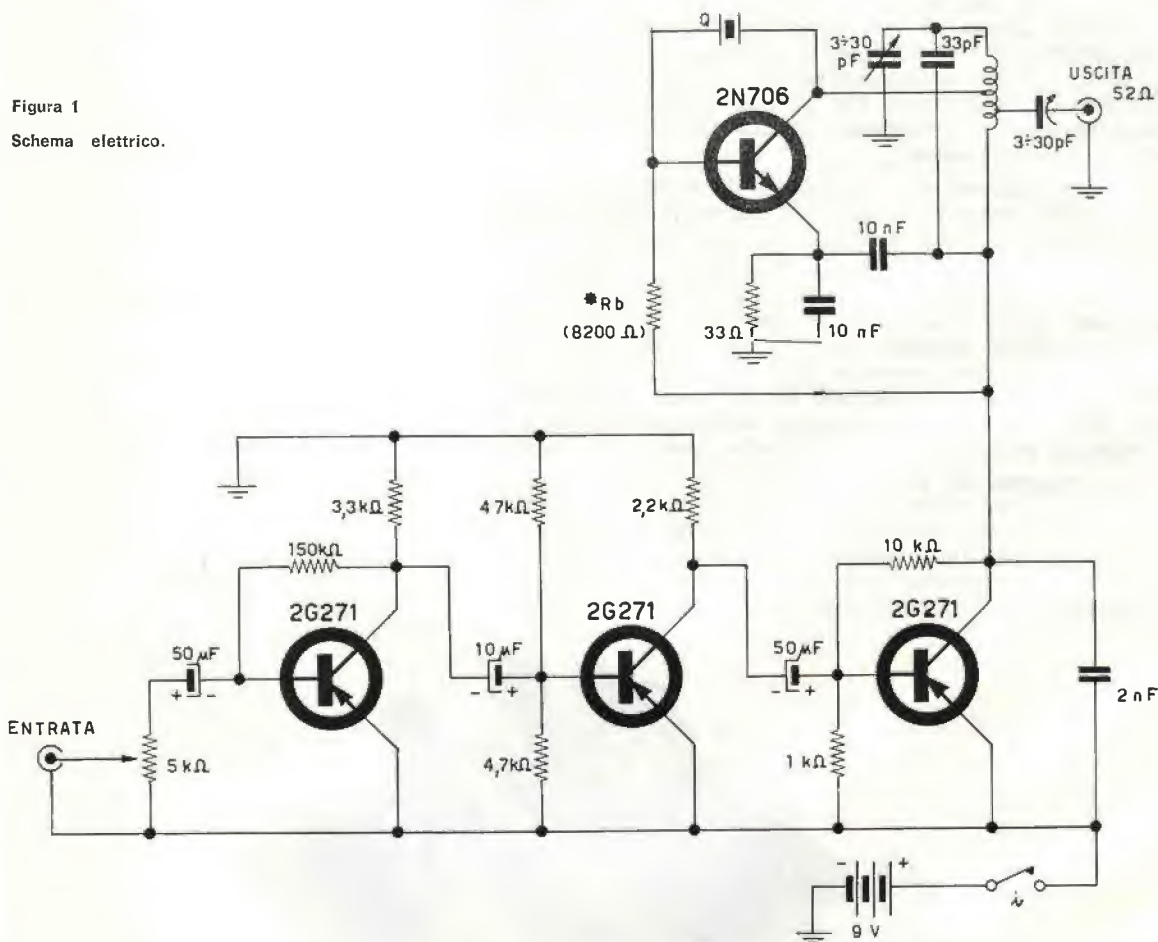 Figura 1
Schema elettrico.
Q
3÷30
pF
33pF
USCITA
52Ω
2N706
3÷30pF
10 nF
*Rb
(8200 Ω)
33Ω
10 nF
3,3kΩ
47kΩ
2,2kΩ
150kΩ
10 kΩ
2G271
2G271
2G271
50µF
+ -
10µF
- +
50µF
- +
2 nF
ENTRATA
5kΩ
4,7kΩ
1 kΩ
- +
9 V